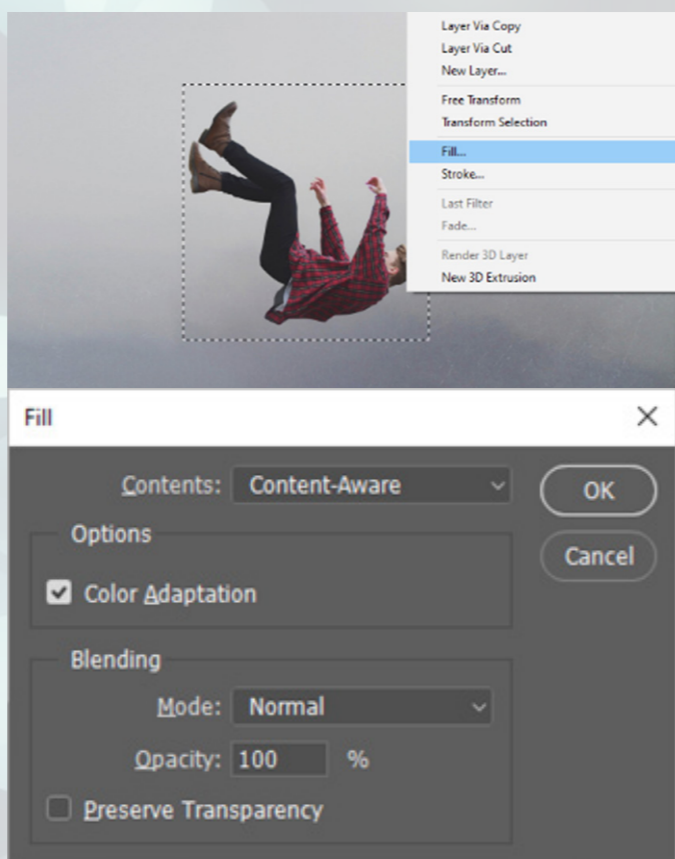 Layer Via Copy
Layer Via Cut
New Layer...
Free Transform
Transform Selection
Fill...
Stroke...
Last Filter
Fade...
Render 3D Layer
New 3D Extrusion
Fill
Contents: Content-Aware
OK
Options
Cancel
Color Adaptation
Blending
Mode: Normal
Opacity: 100 %
Preserve Transparency